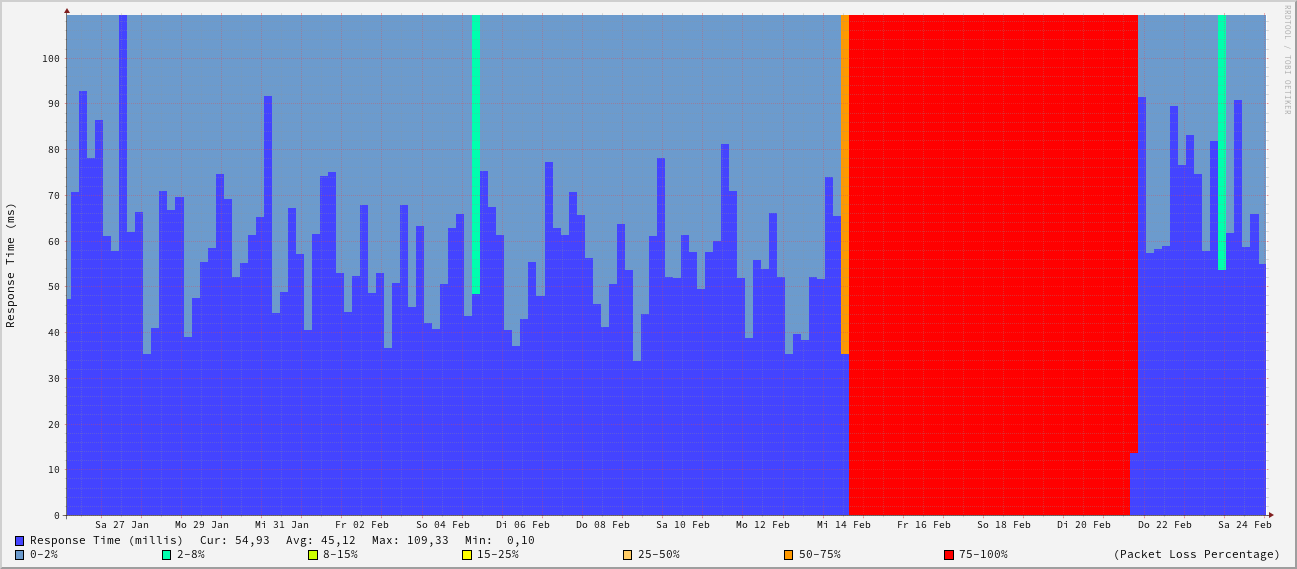 RRDTOOL / TOBI OETIKER
Response Time (ms)
100
90
80
70
60
50
40
30
20
10
0
Sa 27 Jan Mo 29 Jan Mi 31 Jan Fr 02 Feb So 04 Feb Di 06 Feb Do 08 Feb Sa 10 Feb Mo 12 Feb Mi 14 Feb Fr 16 Feb So 18 Feb Di 20 Feb Do 22 Feb Sa 24 Feb
Response Time (millis) Cur: 54,93 Avg: 45,12 Max: 109,33 Min: 0,10
0-2% 2-8% 8-15% 15-25% 25-50% 50-75% 75-100% (Packet Loss Percentage)